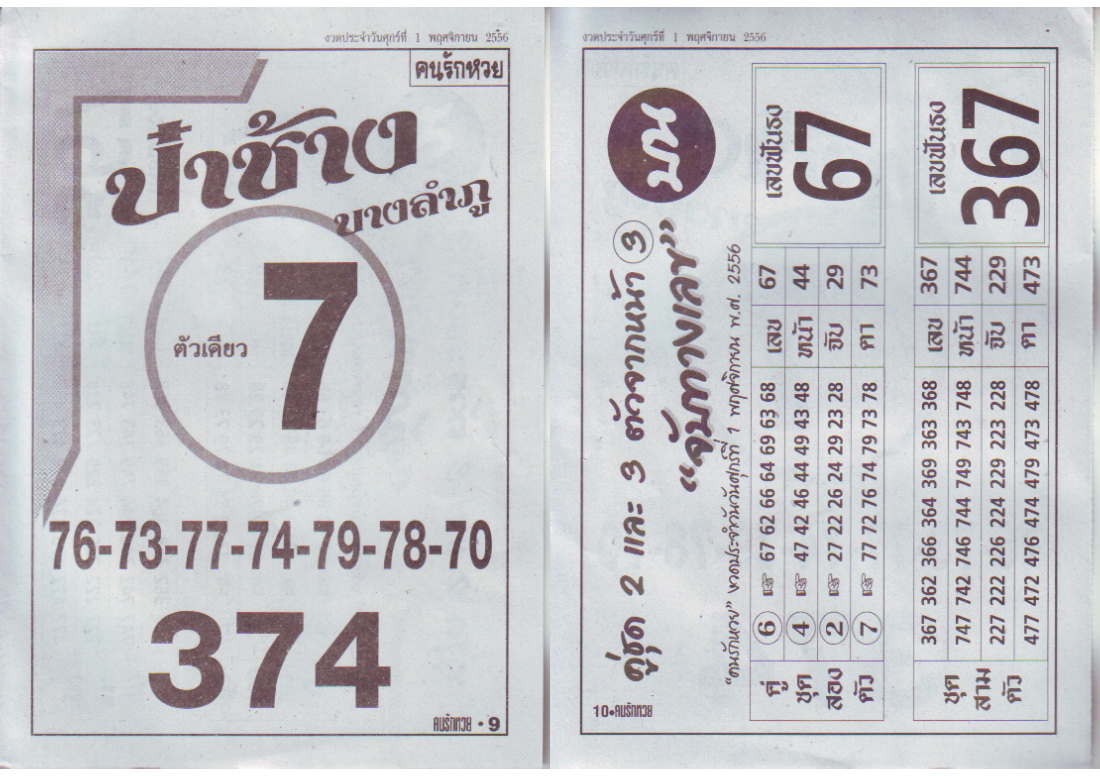 งวดประจำวันศุกร์ที่ 1 พฤศจิกายน 2556
คนรักหวย
ป๋าช้าง
บางลำภู
ตัวเดียว
7
76-73-77-74-79-78-70
374
คนรักหวย • 9
งวดประจำวันศุกร์ที่ 1 พฤศจิกายน 2556
บน
คู่ชุด 2 และ 3 ตัวจากหน้า 3
“จับทางเลข”
“คนรักหวย” งวดประจำวันศุกร์ที่ 1 พฤศจิกายน พ.ศ. 2556
คู่ 6 ☞ 67 62 66 64 69 63 68 เลข 67
ชุด 4 ☞ 47 42 46 44 49 43 48 หน้า 44
สอง 2 ☞ 27 22 26 24 29 23 28 จับ 29
ตัว 7 ☞ 77 72 76 74 79 73 78 ตา 73
เลขฟันธง
67
367 362 366 364 369 363 368 เลข 367
ชุด 747 742 746 744 749 743 748 หน้า 744
สาม 227 222 226 224 229 223 228 จับ 229
ตัว 477 472 476 474 479 473 478 ตา 473
เลขฟันธง
367
10•คนรักหวย